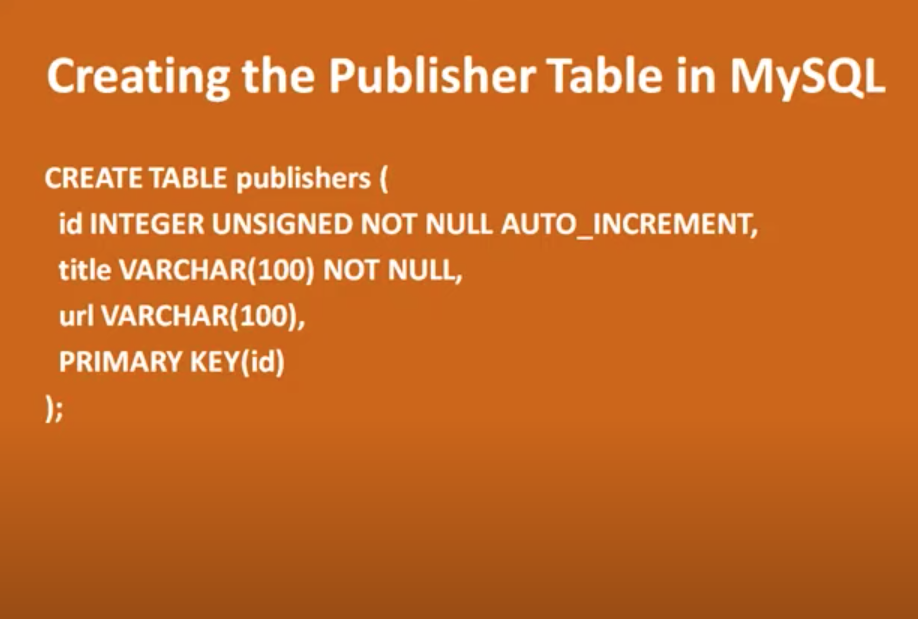 Creating the Publisher Table in MySQL
CREATE TABLE publishers (
id INTEGER UNSIGNED NOT NULL AUTO_INCREMENT,
title VARCHAR(100) NOT NULL,
url VARCHAR(100),
PRIMARY KEY(id)
);